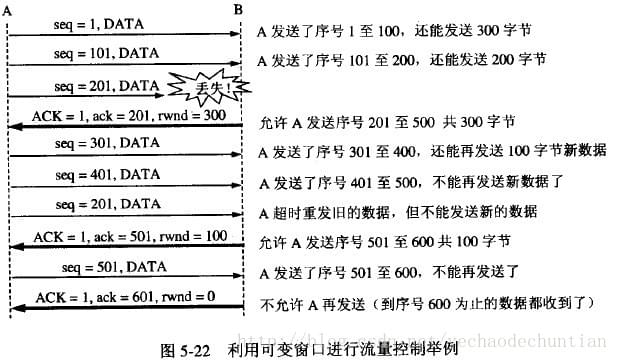 A B
seq = 1, DATA A 发送了序号 1 至 100，还能发送 300 字节
seq = 101, DATA A 发送了序号 101 至 200，还能发送 200 字节
seq = 201, DATA 丢失！
ACK = 1, ack = 201, rwnd = 300 允许 A 发送序号 201 至 500 共 300 字节
seq = 301, DATA A 发送了序号 301 至 400，还能再发送 100 字节新数据
seq = 401, DATA A 发送了序号 401 至 500，不能再发送新数据了
seq = 201, DATA A 超时重发旧的数据，但不能发送新的数据
ACK = 1, ack = 501, rwnd = 100 允许 A 发送序号 501 至 600 共 100 字节
seq = 501, DATA A 发送了序号 501 至 600，不能再发送了
ACK = 1, ack = 601, rwnd = 0 不允许 A 再发送（到序号 600 为止的数据都收到了）
图 5-22 利用可变窗口进行流量控制举例